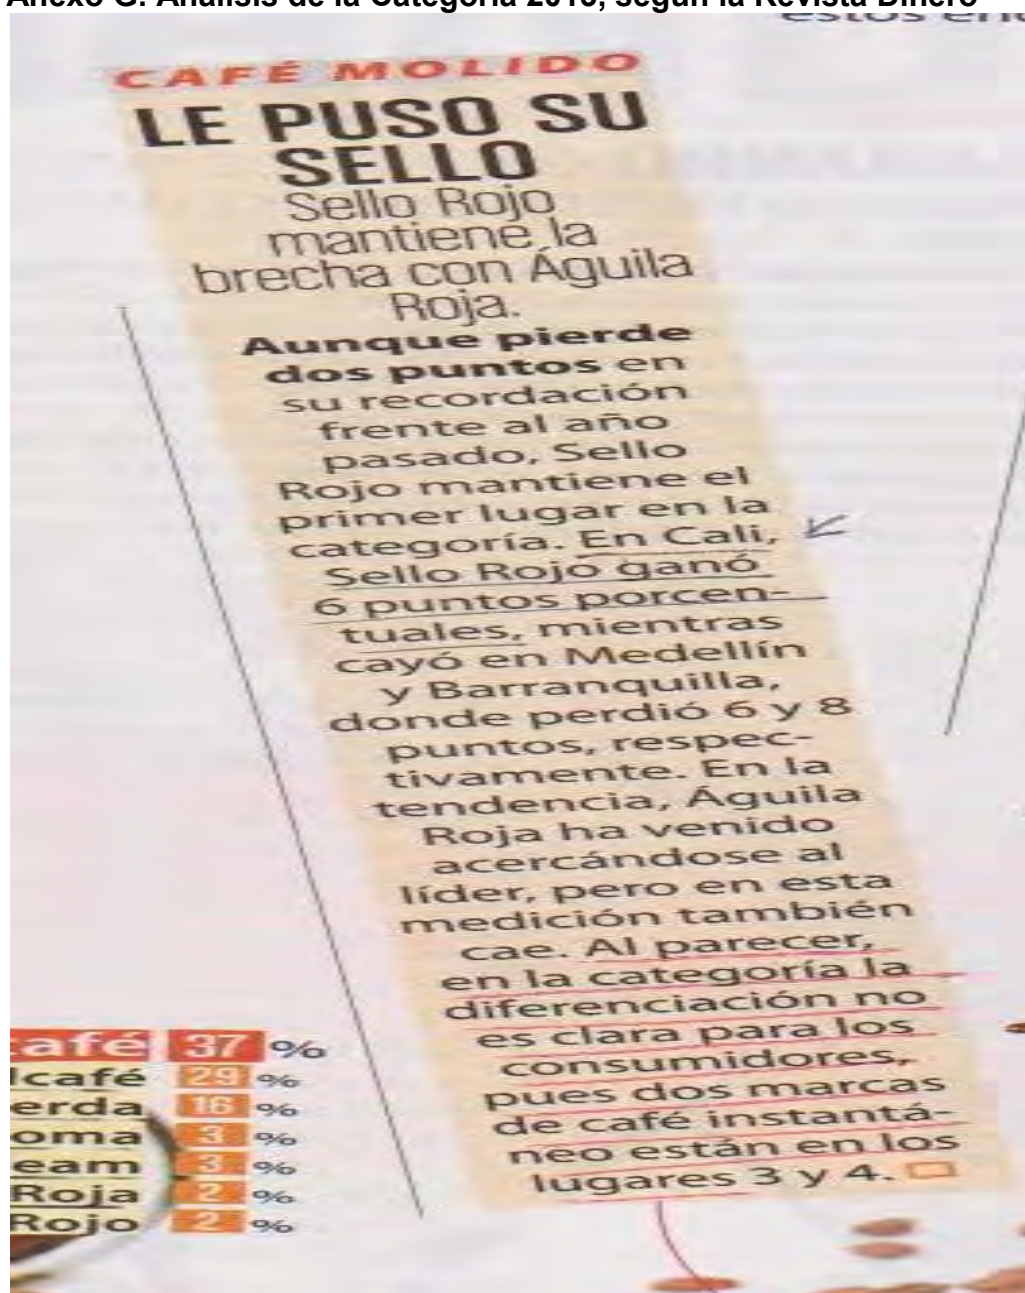 Anexo G. Análisis de la Categoría 2015, según la Revista Dinero
CAFÉ MOLIDO
LE PUSO SU
SELLO
Sello Rojo
mantiene la
brecha con Águila
Roja.
Aunque pierde
dos puntos en
su recordación
frente al año
pasado, Sello
Rojo mantiene el
primer lugar en la
categoría. En Cali,
Sello Rojo ganó
6 puntos porcen-
tuales, mientras
cayó en Medellín
y Barranquilla,
donde perdió 6 y 8
puntos, respec-
tivamente. En la
tendencia, Águila
Roja ha venido
acercándose al
líder, pero en esta
medición también
cae. Al parecer,
en la categoría la
diferenciación no
es clara para los
consumidores,
pues dos marcas
de café instantá-
neo están en los
lugares 3 y 4.
afé 37 %
lcafé 29 %
erda 16 %
oma 3 %
eam 3 %
Roja 2 %
Rojo 2 %